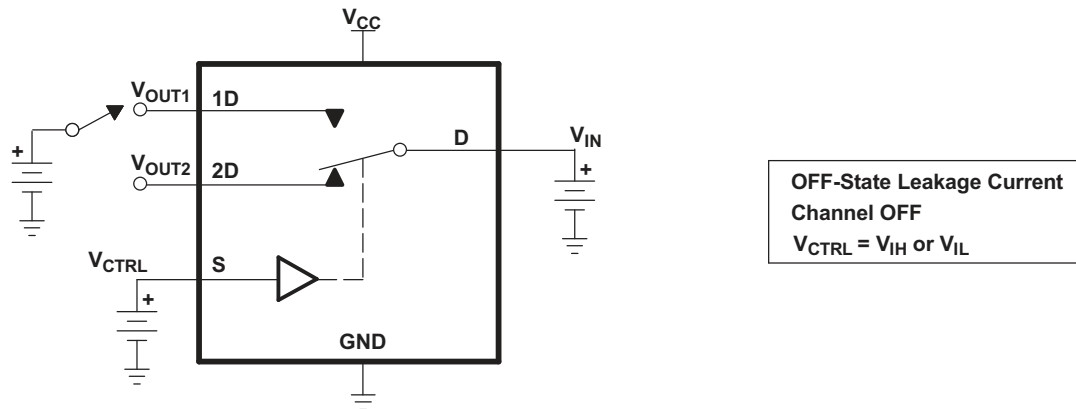 VCC
VOUT1 1D
+
D VIN
+
VOUT2 2D
VCTRL S
+
GND
OFF-State Leakage Current
Channel OFF
VCTRL = VIH or VIL